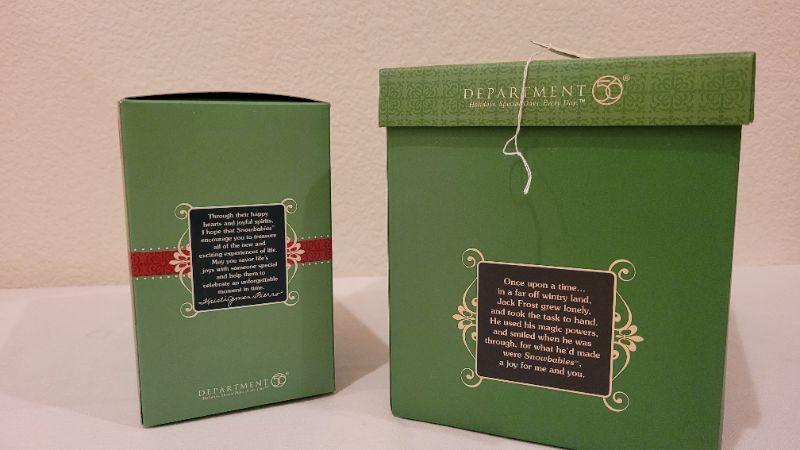 Through their happy
hearts and joyful spirits,
I hope that Snowbabies™
encourage you to treasure
all of the new and
exciting experiences of life.
May you savor life's
joys with someone special
and help them to
celebrate an unforgettable
moment in time.
DEPARTMENT 56
DEPARTMENT 56®
Holidays. Special Days. Every Day.™
Once upon a time...
in a far off wintry land,
Jack Frost grew lonely,
and took the task to hand.
He used his magic powers,
and smiled when he was
through, for what he'd made
were Snowbabies™,
a joy for me and you.